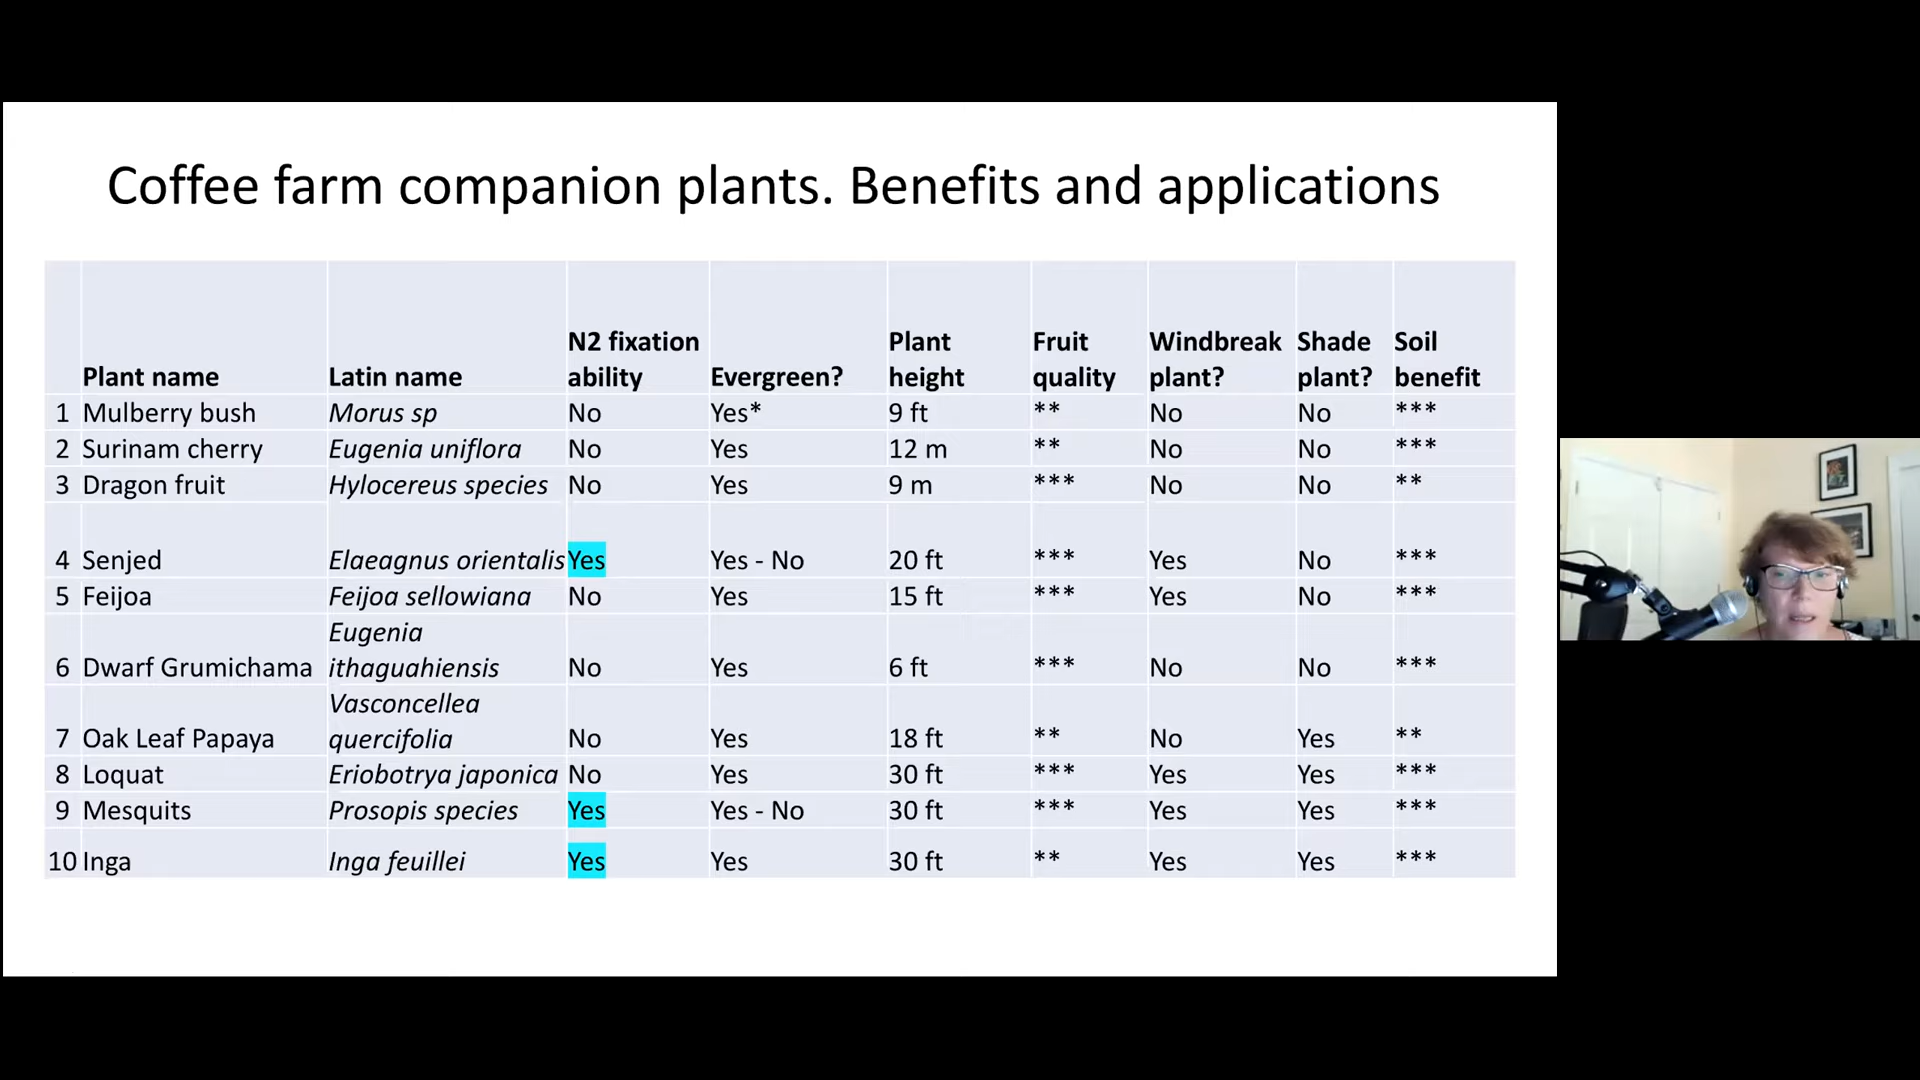 Coffee farm companion plants. Benefits and applications
Plant name Latin name N2 fixation ability Evergreen? Plant height Fruit quality Windbreak plant? Shade plant? Soil benefit
1 Mulberry bush Morus sp No Yes* 9 ft ** No No ***
2 Surinam cherry Eugenia uniflora No Yes 12 m ** No No ***
3 Dragon fruit Hylocereus species No Yes 9 m *** No No **
4 Senjed Elaeagnus orientalis Yes Yes - No 20 ft *** Yes No ***
5 Feijoa Feijoa sellowiana No Yes 15 ft *** Yes No ***
6 Dwarf Grumichama Eugenia ithaguahiensis No Yes 6 ft *** No No ***
7 Oak Leaf Papaya Vasconcellea quercifolia No Yes 18 ft ** No Yes **
8 Loquat Eriobotrya japonica No Yes 30 ft *** Yes Yes ***
9 Mesquits Prosopis species Yes Yes - No 30 ft *** Yes Yes ***
10 Inga Inga feuillei Yes Yes 30 ft ** Yes Yes ***